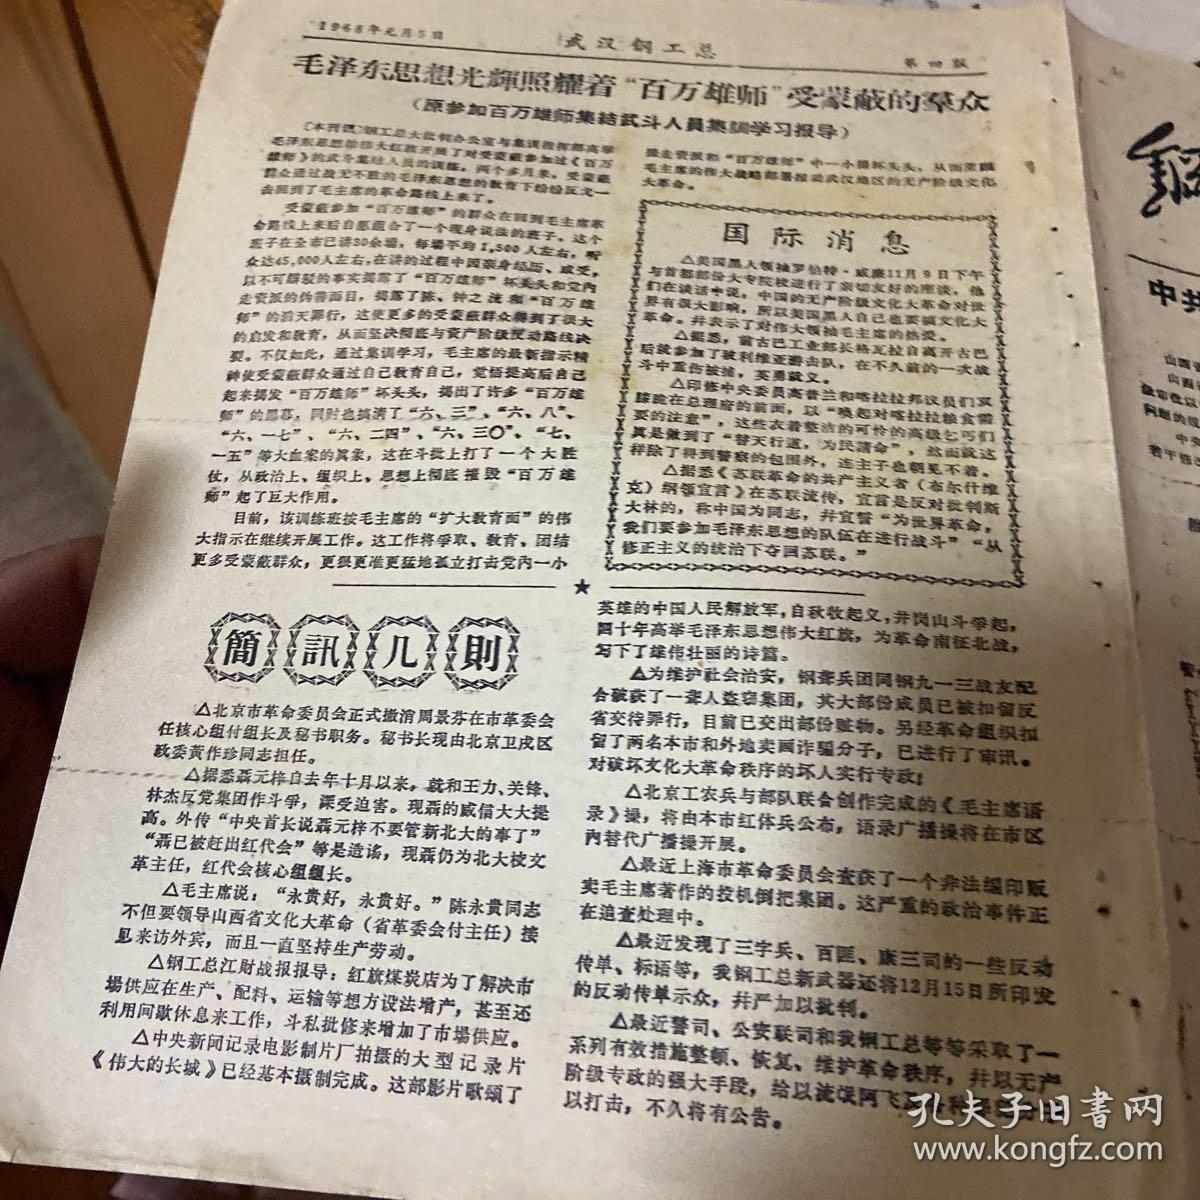 1968年元月5日
武汉钢工总
第四版
毛泽东思想光輝照耀着“百万雄师”受蒙蔽的羣众
（原参加百万雄师集結武斗人員集訓学习报导）
〔本刊訊〕钢工总大批判办公室与集训指挥部高举
毛泽东思想伟大红旗开展了对受蒙蔽参加过《百万
雄师》的武斗集结人员的训练。两个多月来，受蒙蔽
群众通过战无不胜的毛泽东思想的教育下纷纷反戈一
击回到了毛主席的革命路线上来了。
受蒙蔽参加“百万雄师”的群众在回到毛主席革
命路线上来后自愿组合了一个现身说法的班子。这个
班子在全市已讲30余場，每場平均1,500人左右，听
众达45,000人左右，在讲的过程中因亲身经历、感受，
以不可辯駁的事实揭露了“百万雄师”坏头头和党内
走资派的伪善面目，揭露了陈、钟之流和“百万雄
师”的滔天罪行，这使更多的受蒙蔽群众得到了很大
的启发和教育，从而坚决彻底与资产阶级反动路线决
裂。不仅如此，通过集训学习，毛主席的最新指示精
神使受蒙蔽群众通过自己教育自己，觉悟提高后自己
起来揭发“百万雄师”坏头头，揭出了许多“百万雄
师”的黑幕，同时也搞清了“六、三”、“六、八”、
“六、一七”、“六、二四”、“六、三〇”、“七、
一五”等大血案的真象，这在斗批上打了一个大胜
仗，从政治上、组织上、思想上彻底摧毁“百万雄
师”起了巨大作用。
目前，该训练班按毛主席的“扩大教育面”的伟
大指示在继续开展工作。这工作将爭取、敎育、团结
更多受蒙蔽群众，更狠更准更猛地孤立打击党内一小
撮走资派和“百万雄师”中一小撮坏头头，从而紧跟
毛主席的伟大战略部署推动武汉地区的无产阶级文化
大革命。
国际消息
△美国黑人领袖罗伯特·威廉11月9日下午
与首都部份大专院校进行了亲切友好的座谈，他
们在谈话中说，中国的无产阶级文化大革命对世
界有很大影响，所以美国黑人自己也要搞文化大
革命。并表示了对伟大领袖毛主席的热爱。
△据悉，前古巴工业部长格瓦拉自离开古巴
后就参加了玻利维亚游击队，在不久前的一次战
斗中重伤被捕，英勇就义。
△印修中央委员高普兰和喀拉拉邦议员们双
膝跪在总理府的前面，以“唤起对喀拉拉粮食需
要的注意”，这些衣着整洁的可怜的高级乞丐们
真是做到了“替天行道，为民請命”，然而就这
样除了得到警察的包围外，连主子也朝见不着。
△据悉《苏联革命的共产主义者（布尔什维
克）纲领宣言》在苏联流传，宣言是反对批判斯
大林的，称中国为同志，并宣誓“为世界革命，
我们要参加毛泽东思想的队伍在进行战斗”“从
修正主义的统治下夺回苏联。”
★
簡訊几則
△北京市革命委员会正式撤消周景芬在市革委会
任核心组付组长及秘书职务。秘书长现由北京卫戍区
政委黄作珍同志担任。
△据悉聂元梓自去年十月以来，就和王力、关锋、
林杰反党集团作斗爭，深受迫害。现聂的威信大大提
高。外传“中央首长说聂元梓不要管新北大的事了”
“聂已被赶出红代会”等是造謠，现聂仍为北大校文
革主任，红代会核心组组长。
△毛主席说：“永贵好，永贵好。”陈永貴同志
不但要领导山西省文化大革命（省革委会付主任）接
見来访外宾，而且一直坚持生产劳动。
△钢工总江财战报报导：红旗煤炭店为了解决市
場供应在生产、配料、运输等想方设法增产，甚至还
利用间歇休息来工作，斗私批修来增加了市場供应。
△中央新闻记录电影制片厂拍摄的大型记录片
《伟大的长城》已经基本摄制完成。这部影片歌颂了
英雄的中国人民解放军，自秋收起义，井岗山斗爭起，
四十年高举毛泽东思想伟大红旗，为革命南征北战，
写下了雄伟壮丽的诗篇。
△为维护社会治安，钢聋兵团同钢九一三战友配
合破获了一聋人盗窃集团，其大部份成员已被扣留反
省交待罪行，目前已交出部份赃物。另经革命组织拟
留了两名本市和外地卖画诈騙分子，已进行了审讯。
对破坏文化大革命秩序的坏人实行专政！
△北京工农兵与部队联合创作完成的《毛主席语
录》操，将由本市红体兵公布，语录广播操将在市区
内替代广播操开展。
△最近上海市革命委员会查获了一个非法编印贩
卖毛主席著作的投机倒把集团。这严重的政治事件正
在追查处理中。
△最近发现了三字兵、百匪、康三司的一些反动
传单、标语等，我钢工总新武器还将12月15日所印发
的反动传单示众，并严加以批判。
△最近警司、公安联司和我钢工总等等采取了一
系列有效措施整顿、恢复、维护革命秩序，并以无产
阶级专政的强大手段，给以流氓阿飞及各种
以打击，不久将有公告。
中共
孔夫子旧書网
www.kongfz.com